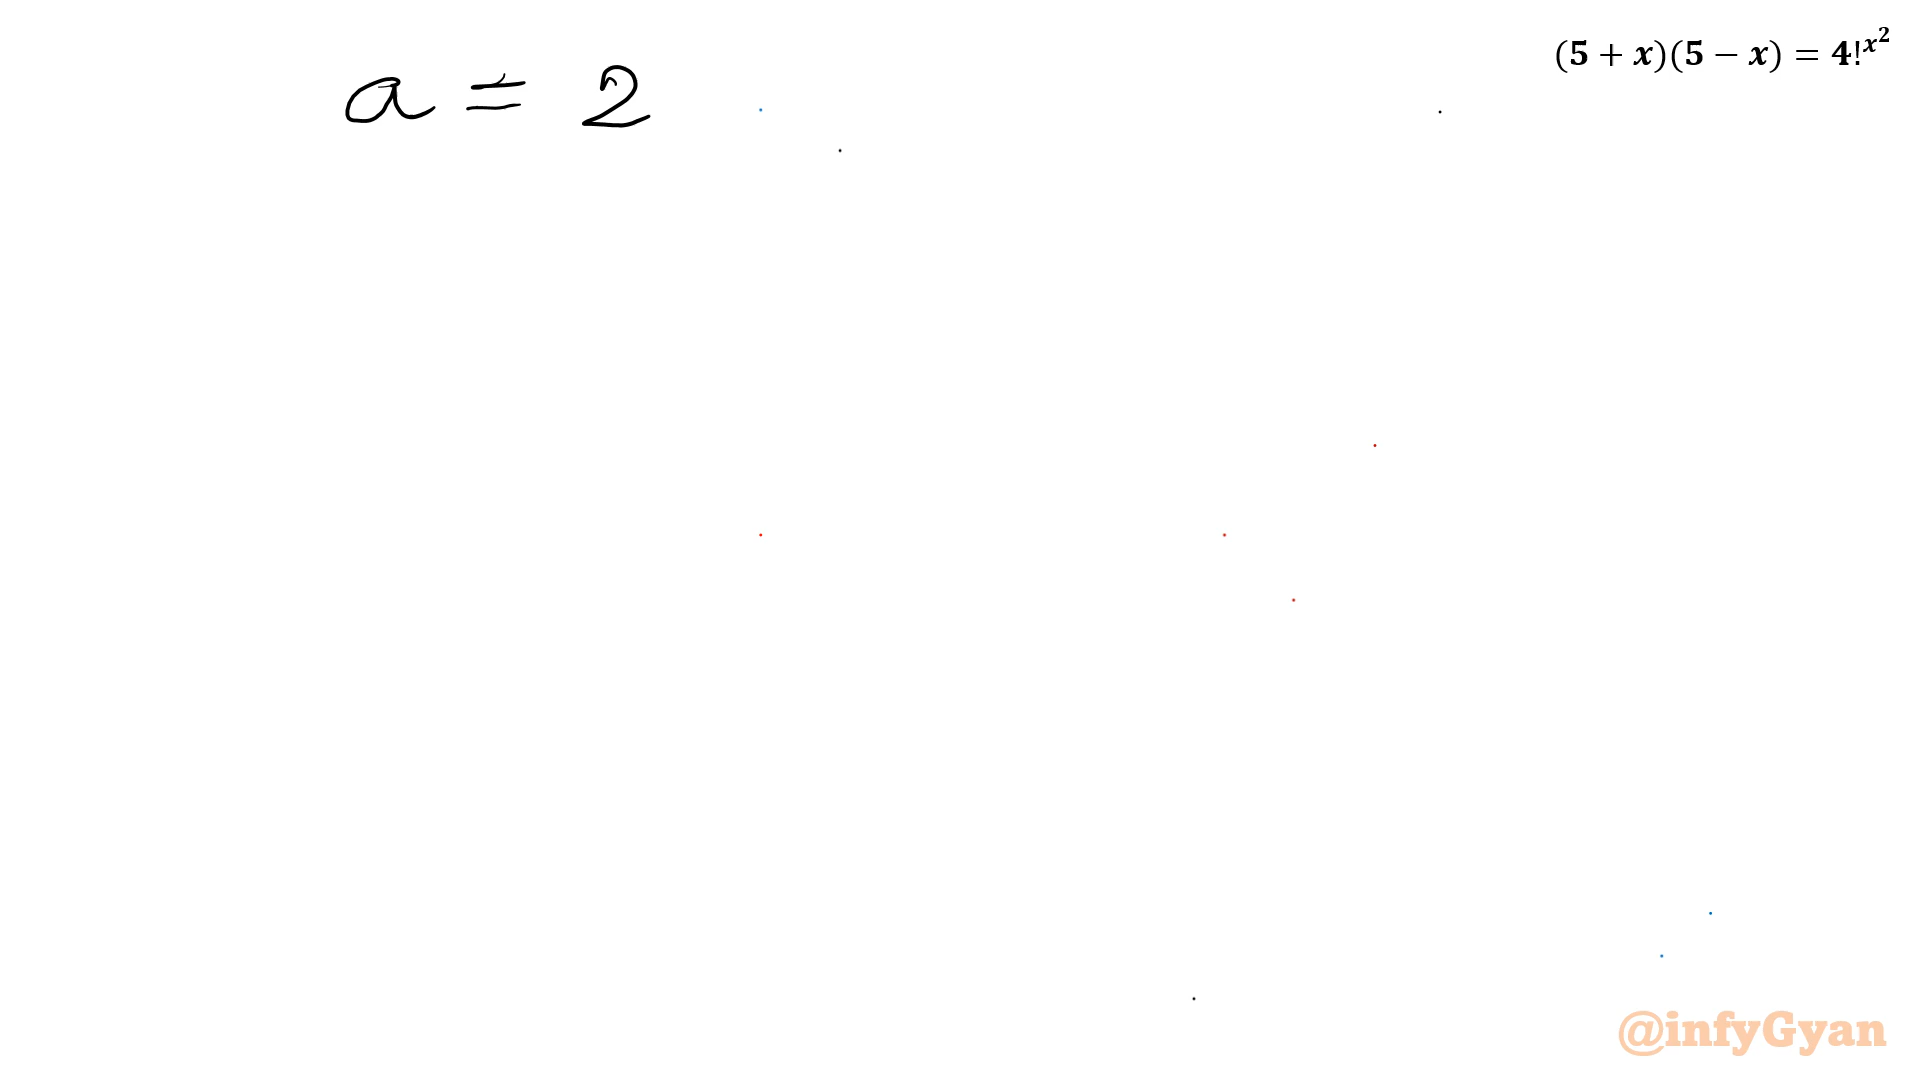 (5 + x)(5 − x) = 4!^{x^2}
a = 2
@infyGyan